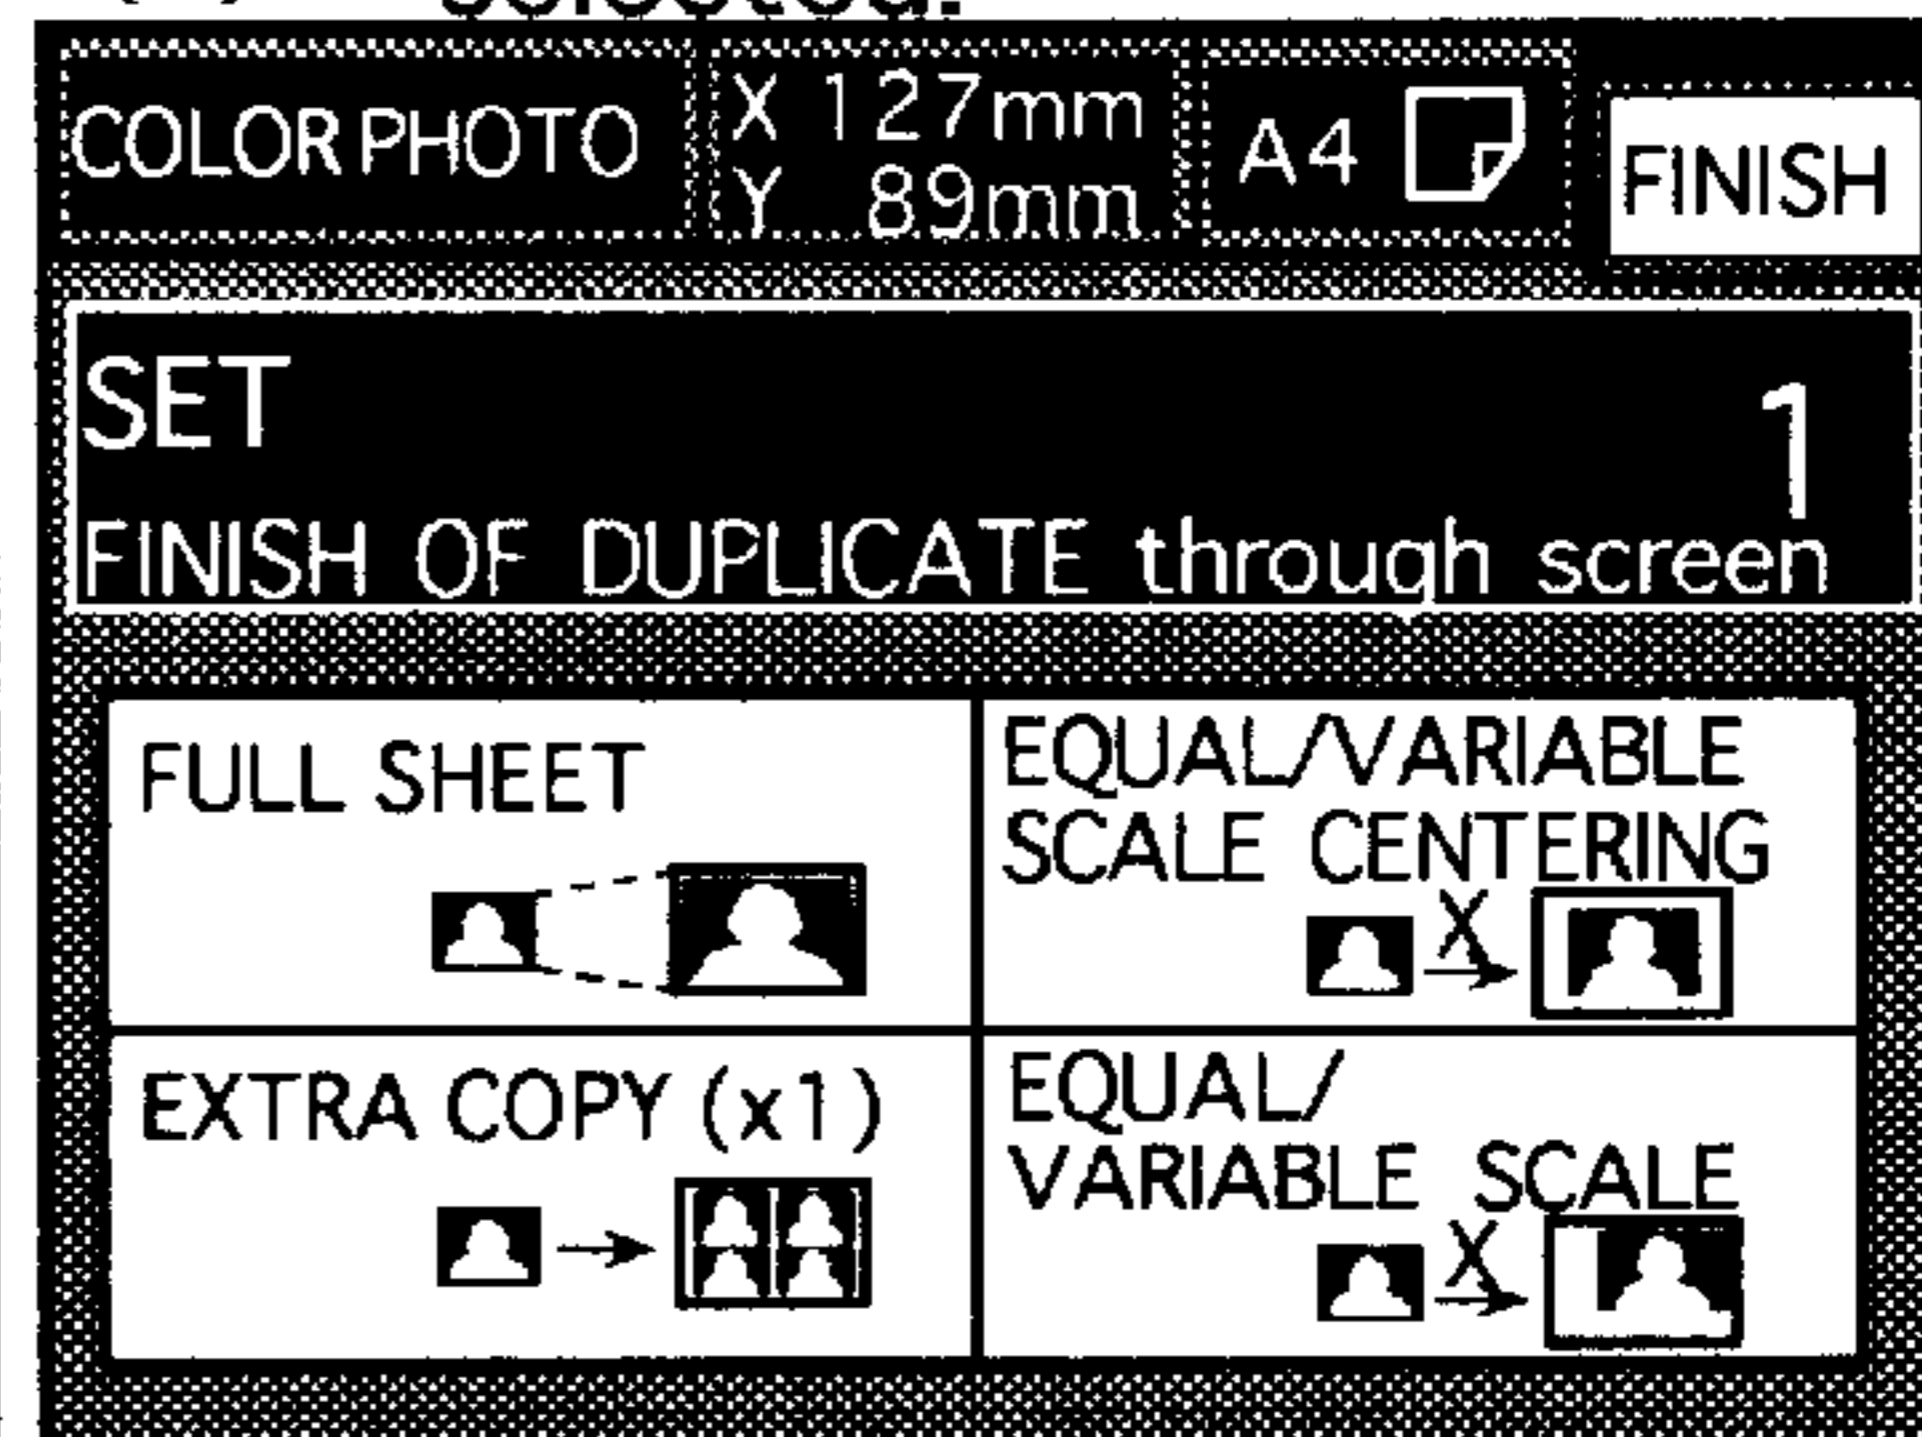 selected.
COLOR PHOTO
X 127mm
Y 89mm
A4
FINISH
SET
1
FINISH OF DUPLICATE through screen
FULL SHEET
EQUAL/VARIABLE
SCALE CENTERING
X
EXTRA COPY (x1)
EQUAL/
VARIABLE SCALE
X